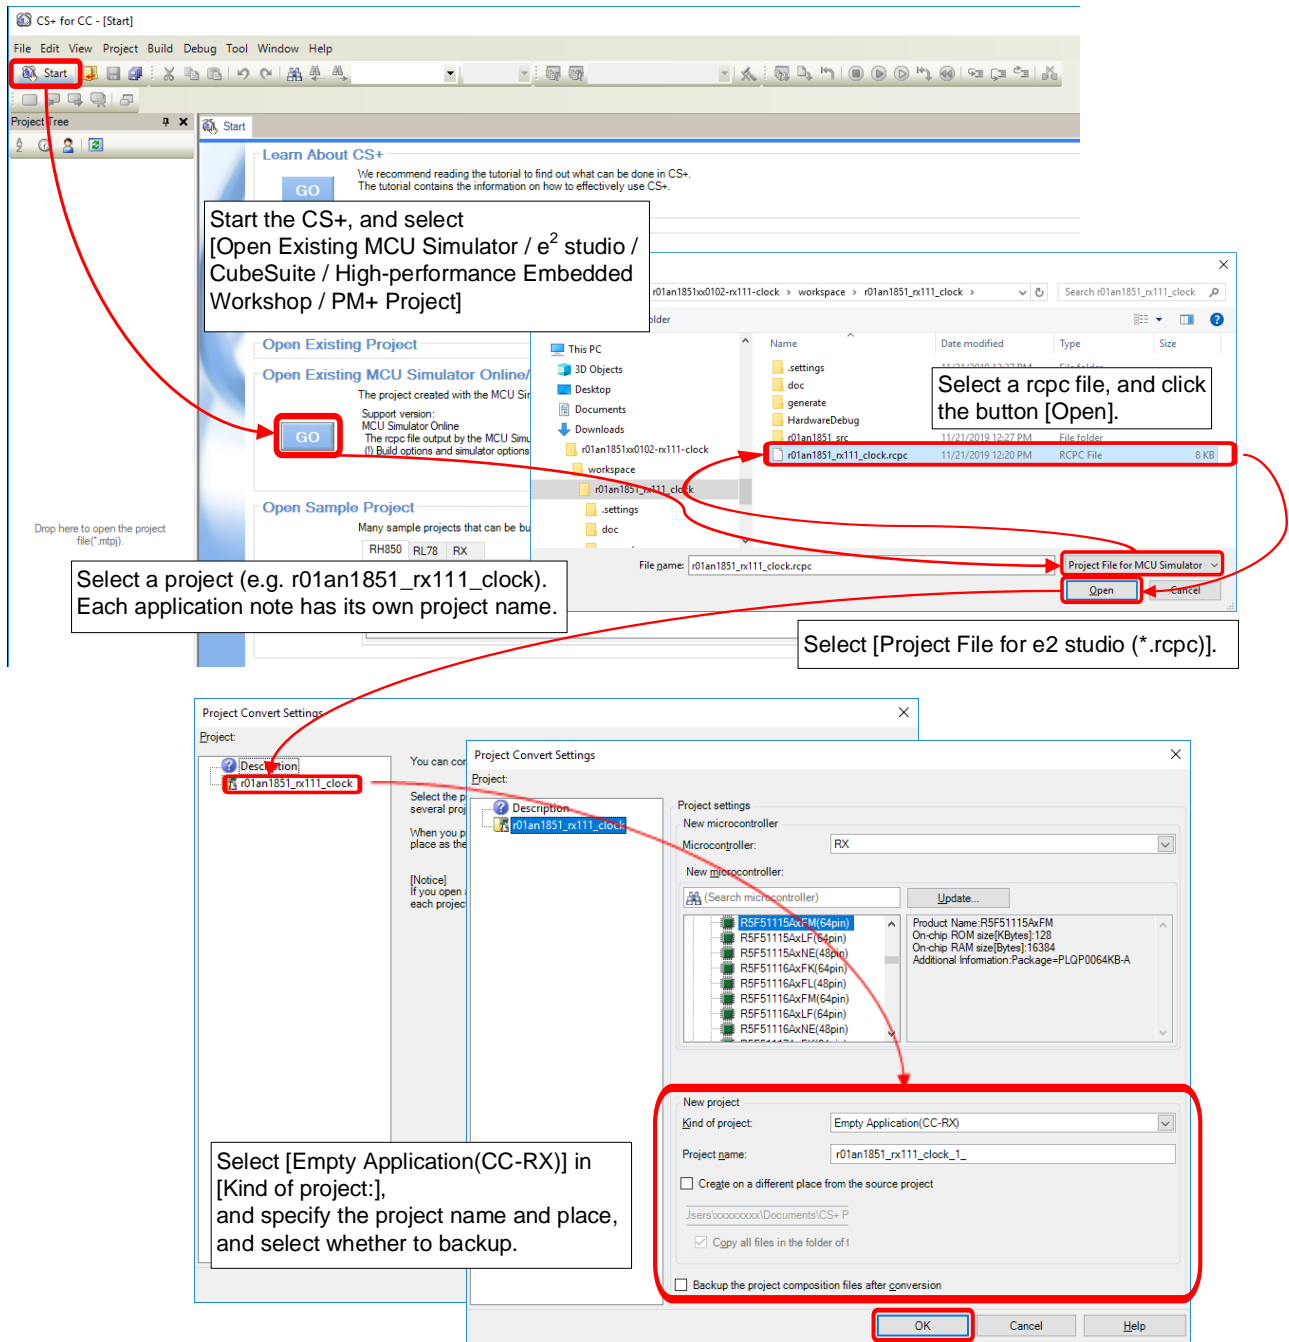 CS+ for CC - [Start]
File Edit View Project Build Debug Tool Window Help
Start
Project Tree
Start
Learn About CS+
We recommend reading the tutorial to find out what can be done in CS+.
GO
The tutorial contains the information on how to effectively use CS+.
Start the CS+, and select
[Open Existing MCU Simulator / e2 studio /
CubeSuite / High-performance Embedded
Workshop / PM+ Project]
r01an1851xx0102-rx111-clock › workspace › r01an1851_rx111_clock ›
Search r01an1851_rx111_clock
older
This PC
3D Objects
Desktop
Documents
Downloads
r01an1851xx0102-rx111-clock
workspace
r01an1851_rx111_clock
.settings
doc
Name Date modified Type Size
.settings 11/21/2019 12:27 PM File folder
doc
generate
HardwareDebug
r01an1851_src 11/21/2019 12:27 PM File folder
r01an1851_rx111_clock.rcpc 11/21/2019 12:20 PM RCPC File 8 KB
Select a rcpc file, and click
the button [Open].
Open Existing Project
Open Existing MCU Simulator Online/
The project created with the MCU Sim
Support version:
MCU Simulator Online
GO
The rcpc file output by the MCU Simu
(!) Build options and simulator options
Open Sample Project
Many sample projects that can be bu
RH850 RL78 RX
Drop here to open the project
file(*.mtpj).
File name: r01an1851_rx111_clock.rcpc
Project File for MCU Simulator
Open Cancel
Select a project (e.g. r01an1851_rx111_clock).
Each application note has its own project name.
Select [Project File for e2 studio (*.rcpc)].
Project Convert Settings
Project:
Description
r01an1851_rx111_clock
You can cor
Select the p
several proj
When you p
place as the
[Notice]
If you open a
each projec
Project Convert Settings
Project:
Description
r01an1851_rx111_clock
Project settings
New microcontroller
Microcontroller: RX
New microcontroller:
(Search microcontroller)
Update...
R5F51115AxFM(64pin)
R5F51115AxLF(64pin)
R5F51115AxNE(48pin)
R5F51116AxFK(64pin)
R5F51116AxFL(48pin)
R5F51116AxFM(64pin)
R5F51116AxLF(64pin)
R5F51116AxNE(48pin)
Product Name:R5F51115AxFM
On-chip ROM size[KBytes]:128
On-chip RAM size[Bytes]:16384
Additional Information:Package=PLQP0064KB-A
New project
Kind of project: Empty Application(CC-RX)
Project name: r01an1851_rx111_clock_1_
Create on a different place from the source project
Jsers\xxxxxxxx\Documents\CS+ P
Copy all files in the folder of t
Backup the project composition files after conversion
Select [Empty Application(CC-RX)] in
[Kind of project:],
and specify the project name and place,
and select whether to backup.
OK Cancel Help